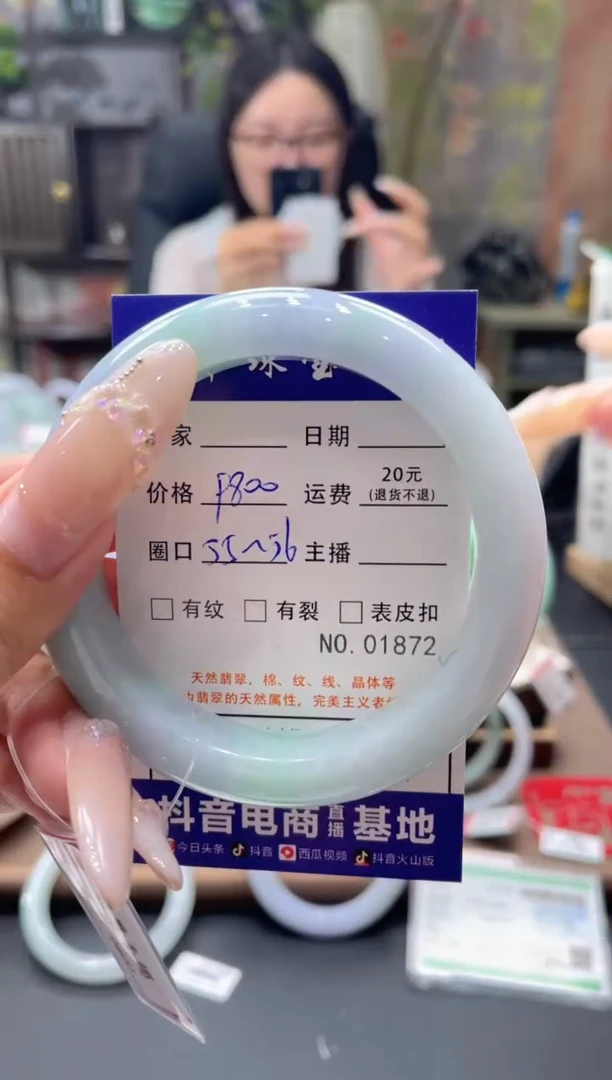 珠宝
家 日期
价格 9800 运费 20元
(退货不退)
圈口 55~56 主播
有纹 有裂 表皮扣
NO.01872
天然翡翠，棉、纹、线、晶体等
为翡翠的天然属性，完美主义者
抖音电商直播基地
今日头条 抖音 西瓜视频 抖音火山版